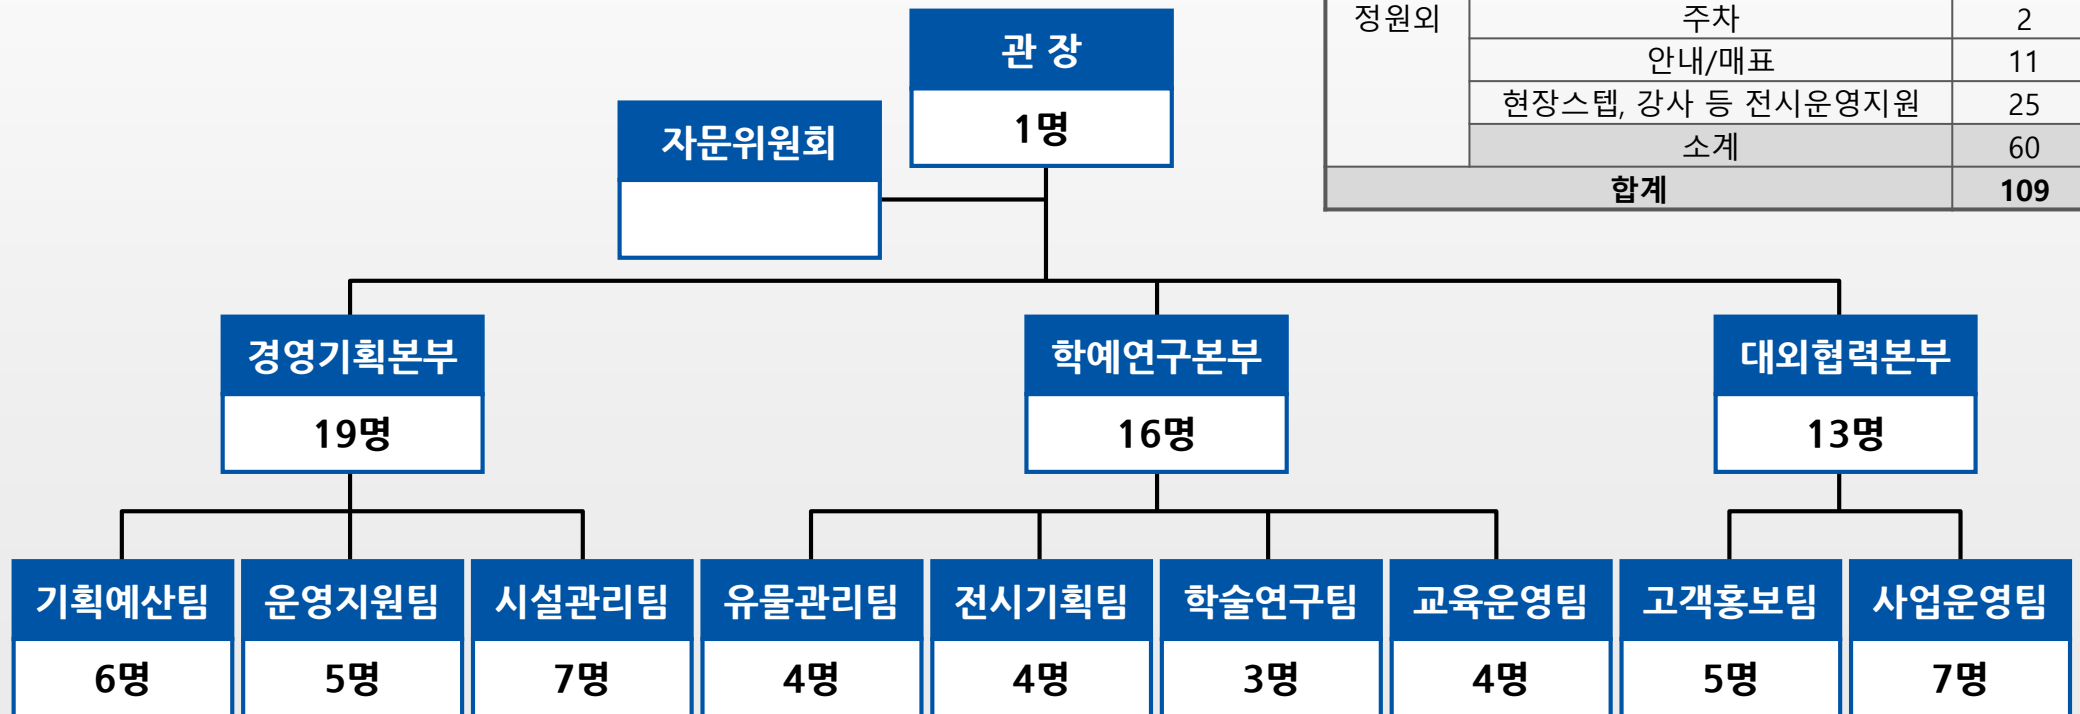 정원외 주차 2
안내/매표 11
현장스텝, 강사 등 전시운영지원 25
소계 60
합계 109
관 장
1명
자문위원회
경영기획본부 학예연구본부 대외협력본부
19명 16명 13명
기획예산팀 운영지원팀 시설관리팀 유물관리팀 전시기획팀 학술연구팀 교육운영팀 고객홍보팀 사업운영팀
6명 5명 7명 4명 4명 3명 4명 5명 7명